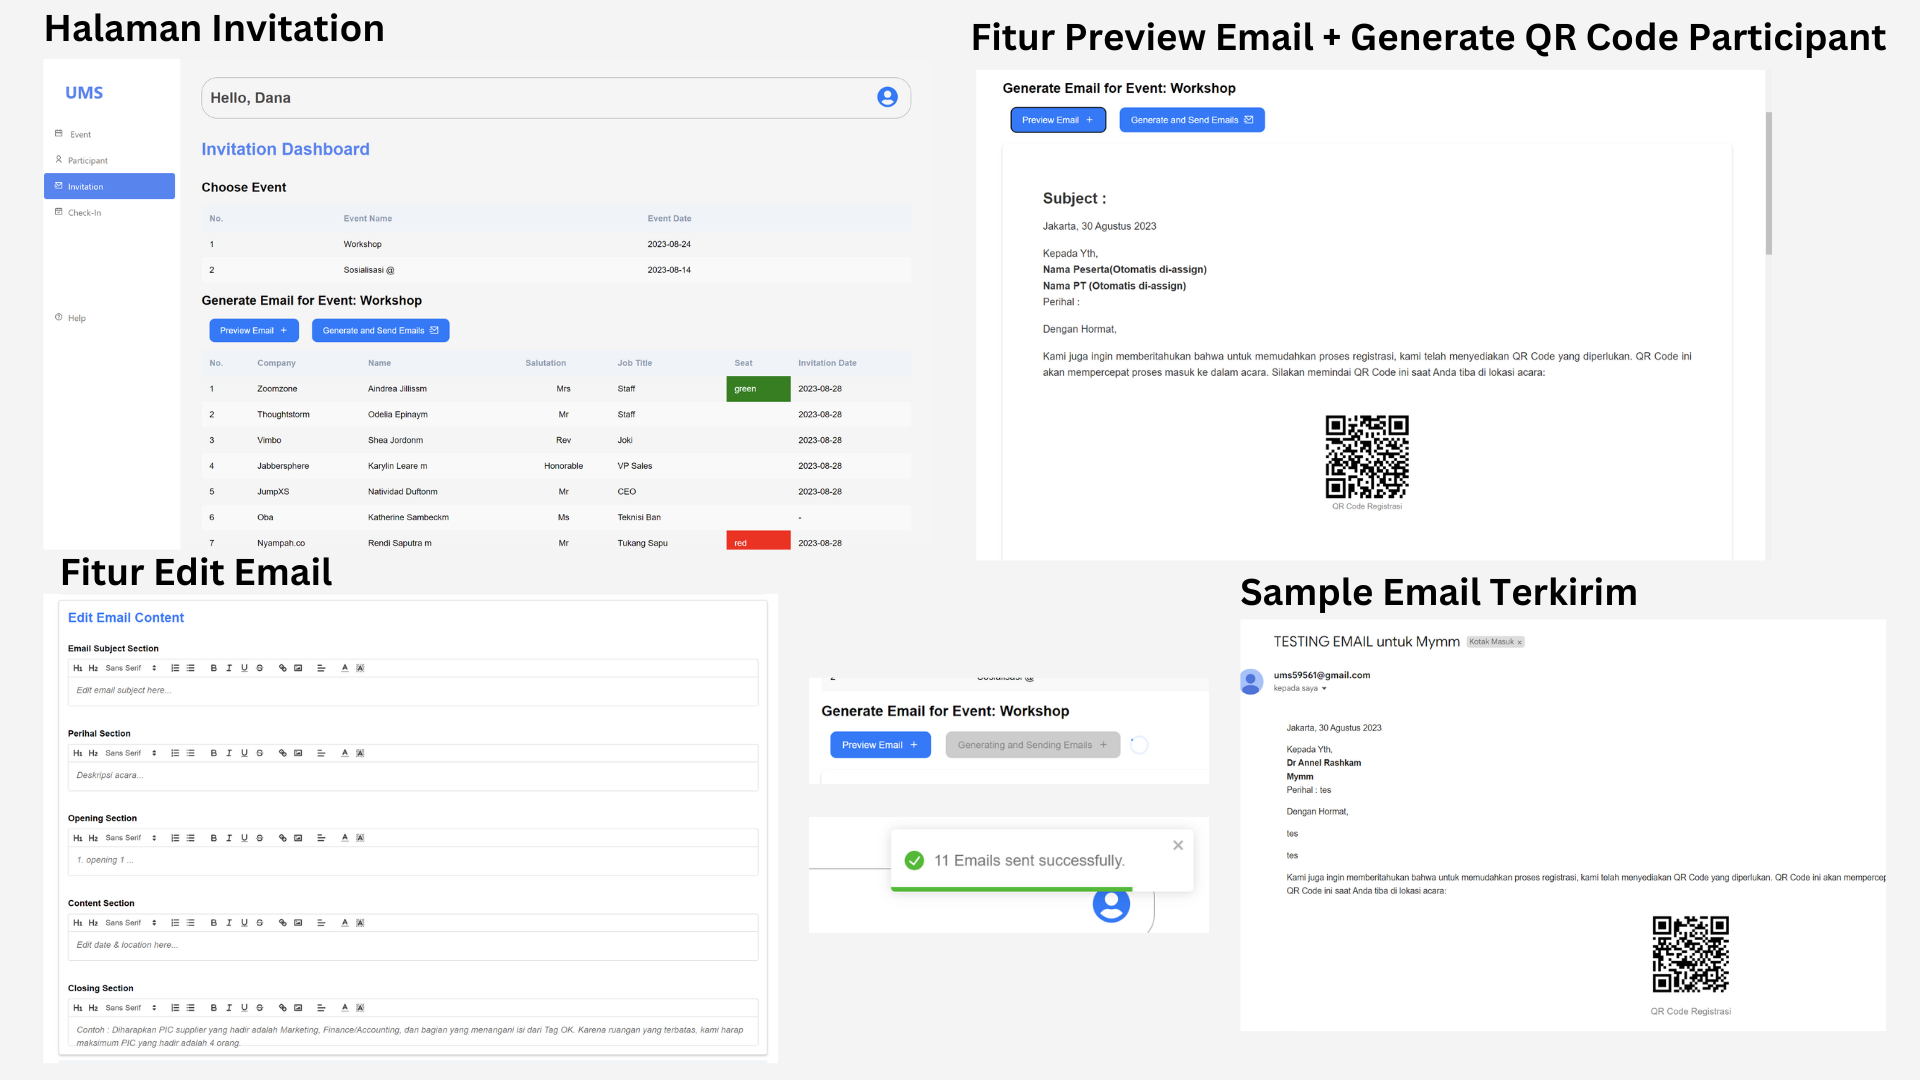 Halaman Invitation
UMS
Event
Participant
Invitation
Check-In
Help
Hello, Dana
Invitation Dashboard
Choose Event
No. Event Name Event Date
1 Workshop 2023-08-24
2 Sosialisasi @ 2023-08-14
Generate Email for Event: Workshop
Preview Email +
Generate and Send Emails
No. Company Name Salutation Job Title Seat Invitation Date
1 Zoomzone Aindrea Jillissm Mrs Staff green 2023-08-28
2 Thoughtstorm Odelia Epinaym Mr Staff 2023-08-28
3 Vimbo Shea Jordonm Rev Joki 2023-08-28
4 Jabbersphere Karylin Leare m Honorable VP Sales 2023-08-28
5 JumpXS Natividad Duftonm Mr CEO 2023-08-28
6 Oba Katherine Sambeckm Ms Teknisi Ban -
7 Nyampah.co Rendi Saputra m Mr Tukang Sapu red 2023-08-28
Fitur Preview Email + Generate QR Code Participant
Generate Email for Event: Workshop
Preview Email +
Generate and Send Emails
Subject :
Jakarta, 30 Agustus 2023
Kepada Yth,
Nama Peserta(Otomatis di-assign)
Nama PT (Otomatis di-assign)
Perihal :
Dengan Hormat,
Kami juga ingin memberitahukan bahwa untuk memudahkan proses registrasi, kami telah menyediakan QR Code yang diperlukan. QR Code ini
akan mempercepat proses masuk ke dalam acara. Silakan memindai QR Code ini saat Anda tiba di lokasi acara:
QR Code Registrasi
Fitur Edit Email
Edit Email Content
Email Subject Section
H1 H2 Sans Serif B I U S A A
Edit email subject here...
Perihal Section
H1 H2 Sans Serif B I U S A A
Deskripsi acara...
Opening Section
H1 H2 Sans Serif B I U S A A
1. opening 1 ...
Content Section
H1 H2 Sans Serif B I U S A A
Edit date & location here...
Closing Section
H1 H2 Sans Serif B I U S A A
Contoh : Diharapkan PIC supplier yang hadir adalah Marketing, Finance/Accounting, dan bagian yang menangani isi dari Tag OK. Karena ruangan yang terbatas, kami harap
maksimum PIC yang hadir adalah 4 orang.
2 Sosialisasi @
Generate Email for Event: Workshop
Preview Email +
Generating and Sending Emails +
11 Emails sent successfully.
Sample Email Terkirim
TESTING EMAIL untuk Mymm Kotak Masuk x
ums59561@gmail.com
kepada saya
Jakarta, 30 Agustus 2023
Kepada Yth,
Dr Annel Rashkam
Mymm
Perihal : tes
Dengan Hormat,
tes
tes
Kami juga ingin memberitahukan bahwa untuk memudahkan proses registrasi, kami telah menyediakan QR Code yang diperlukan. QR Code ini akan mempercep
QR Code ini saat Anda tiba di lokasi acara:
QR Code Registrasi